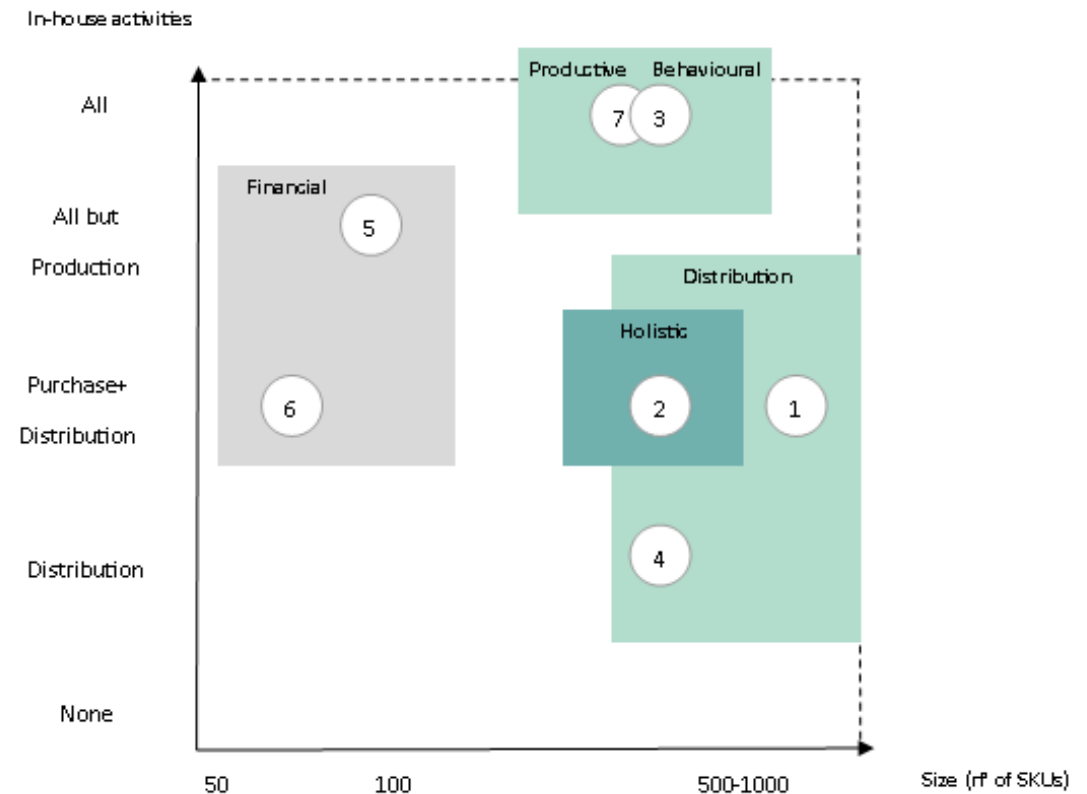 In-house activities
Productive Behavioural
All
7 3
Financial
All but
5
Production
Distribution
Holistic
Purchase+
6 2 1
Distribution
4
Distribution
None
50 100 500-1000 Size (nº of SKUs)